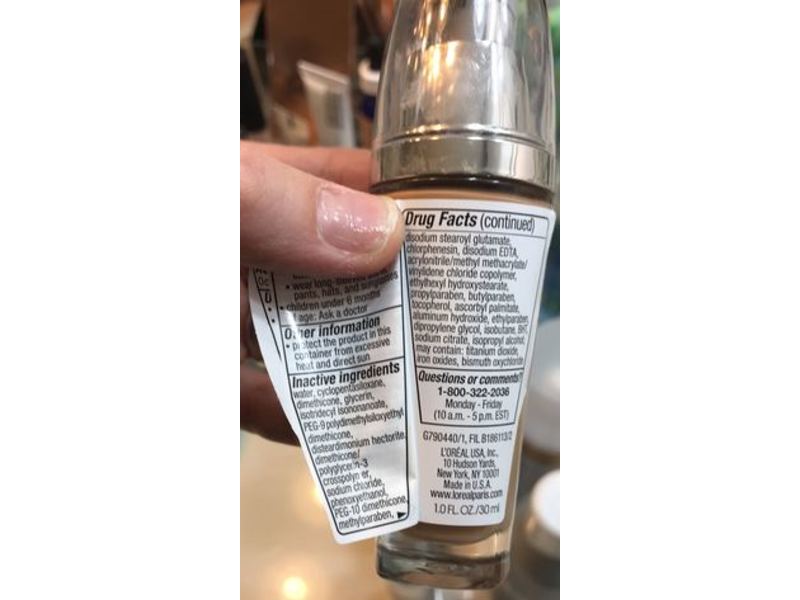 • wear long-sleeved
pants, hats, and sunglasses
• children under 6 months
of age: Ask a doctor
Other information
• protect the product in this
container from excessive
heat and direct sun
Inactive ingredients
water, cyclopentasiloxane,
dimethicone, glycerin,
isotridecyl isononanoate,
PEG-9 polydimethylsiloxyethyl
dimethicone,
disteardimonium hectorite,
dimethicone/
polyglycerin-3
crosspolymer,
sodium chloride,
phenoxyethanol,
PEG-10 dimethicone,
methylparaben,
Drug Facts (continued)
disodium stearoyl glutamate,
chlorphenesin, disodium EDTA,
acrylonitrile/methyl methacrylate/
vinylidene chloride copolymer,
ethylhexyl hydroxystearate,
propylparaben, butylparaben,
tocopherol, ascorbyl palmitate,
aluminum hydroxide, ethylparaben,
dipropylene glycol, isobutane, BHT,
sodium citrate, isopropyl alcohol;
may contain: titanium dioxide,
iron oxides, bismuth oxychloride
Questions or comments?
1-800-322-2036
Monday - Friday
(10 a.m. - 5 p.m. EST)
G790440/1, FIL B186113/2
L'ORÉAL USA, Inc.,
10 Hudson Yards,
New York, NY 10001
Made in U.S.A.
www.lorealparis.com
1.0 FL. OZ./30 ml